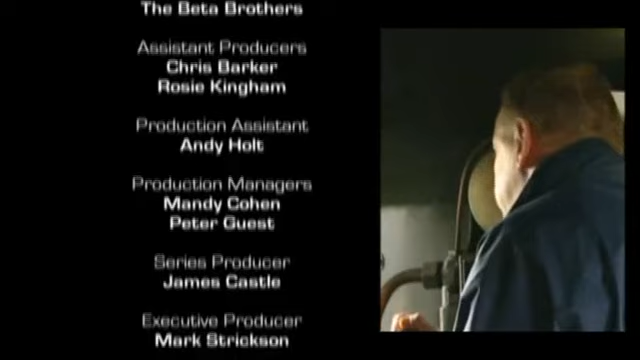 The Beta Brothers
Assistant Producers
Chris Barker
Rosie Kingham
Production Assistant
Andy Holt
Production Managers
Mandy Cohen
Peter Guest
Series Producer
James Castle
Executive Producer
Mark Strickson